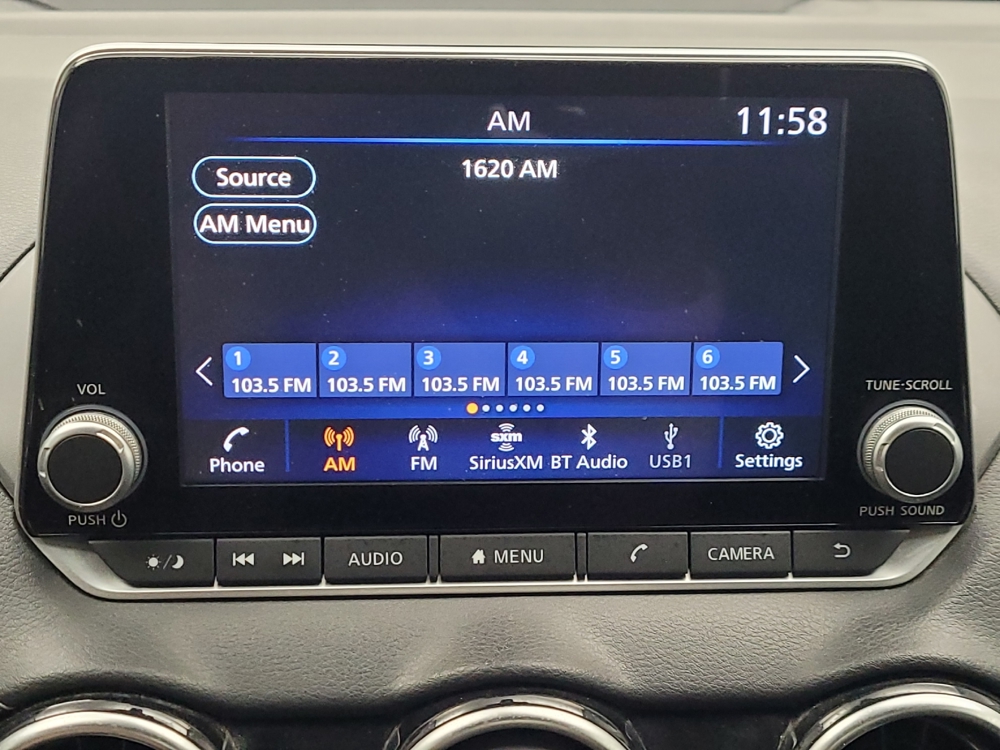 AM
11:58
Source
1620 AM
AM Menu
1 2 3 4 5 6
103.5 FM 103.5 FM 103.5 FM 103.5 FM 103.5 FM 103.5 FM
VOL
TUNE·SCROLL
sxm
Phone AM FM SiriusXM BT Audio USB1 Settings
PUSH
PUSH SOUND
AUDIO MENU CAMERA